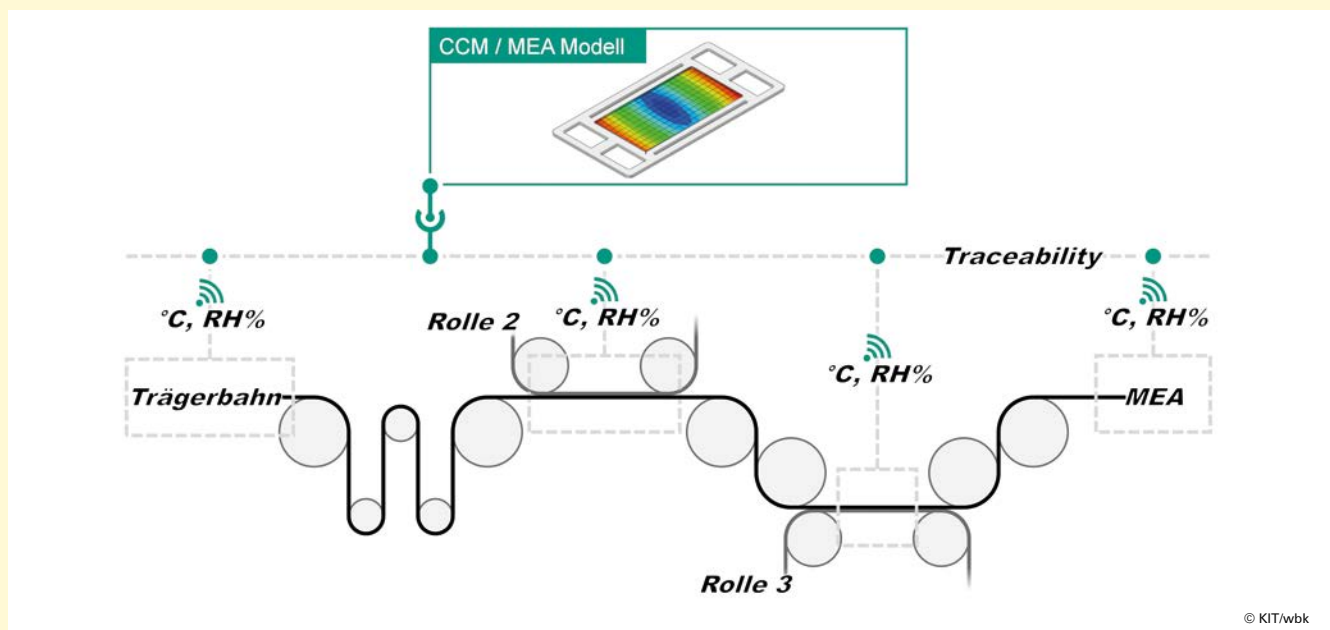 CCM / MEA Modell
Traceability
°C, RH%
Rolle 2
°C, RH%
°C, RH%
°C, RH%
Trägerbahn
MEA
Rolle 3
© KIT/wbk